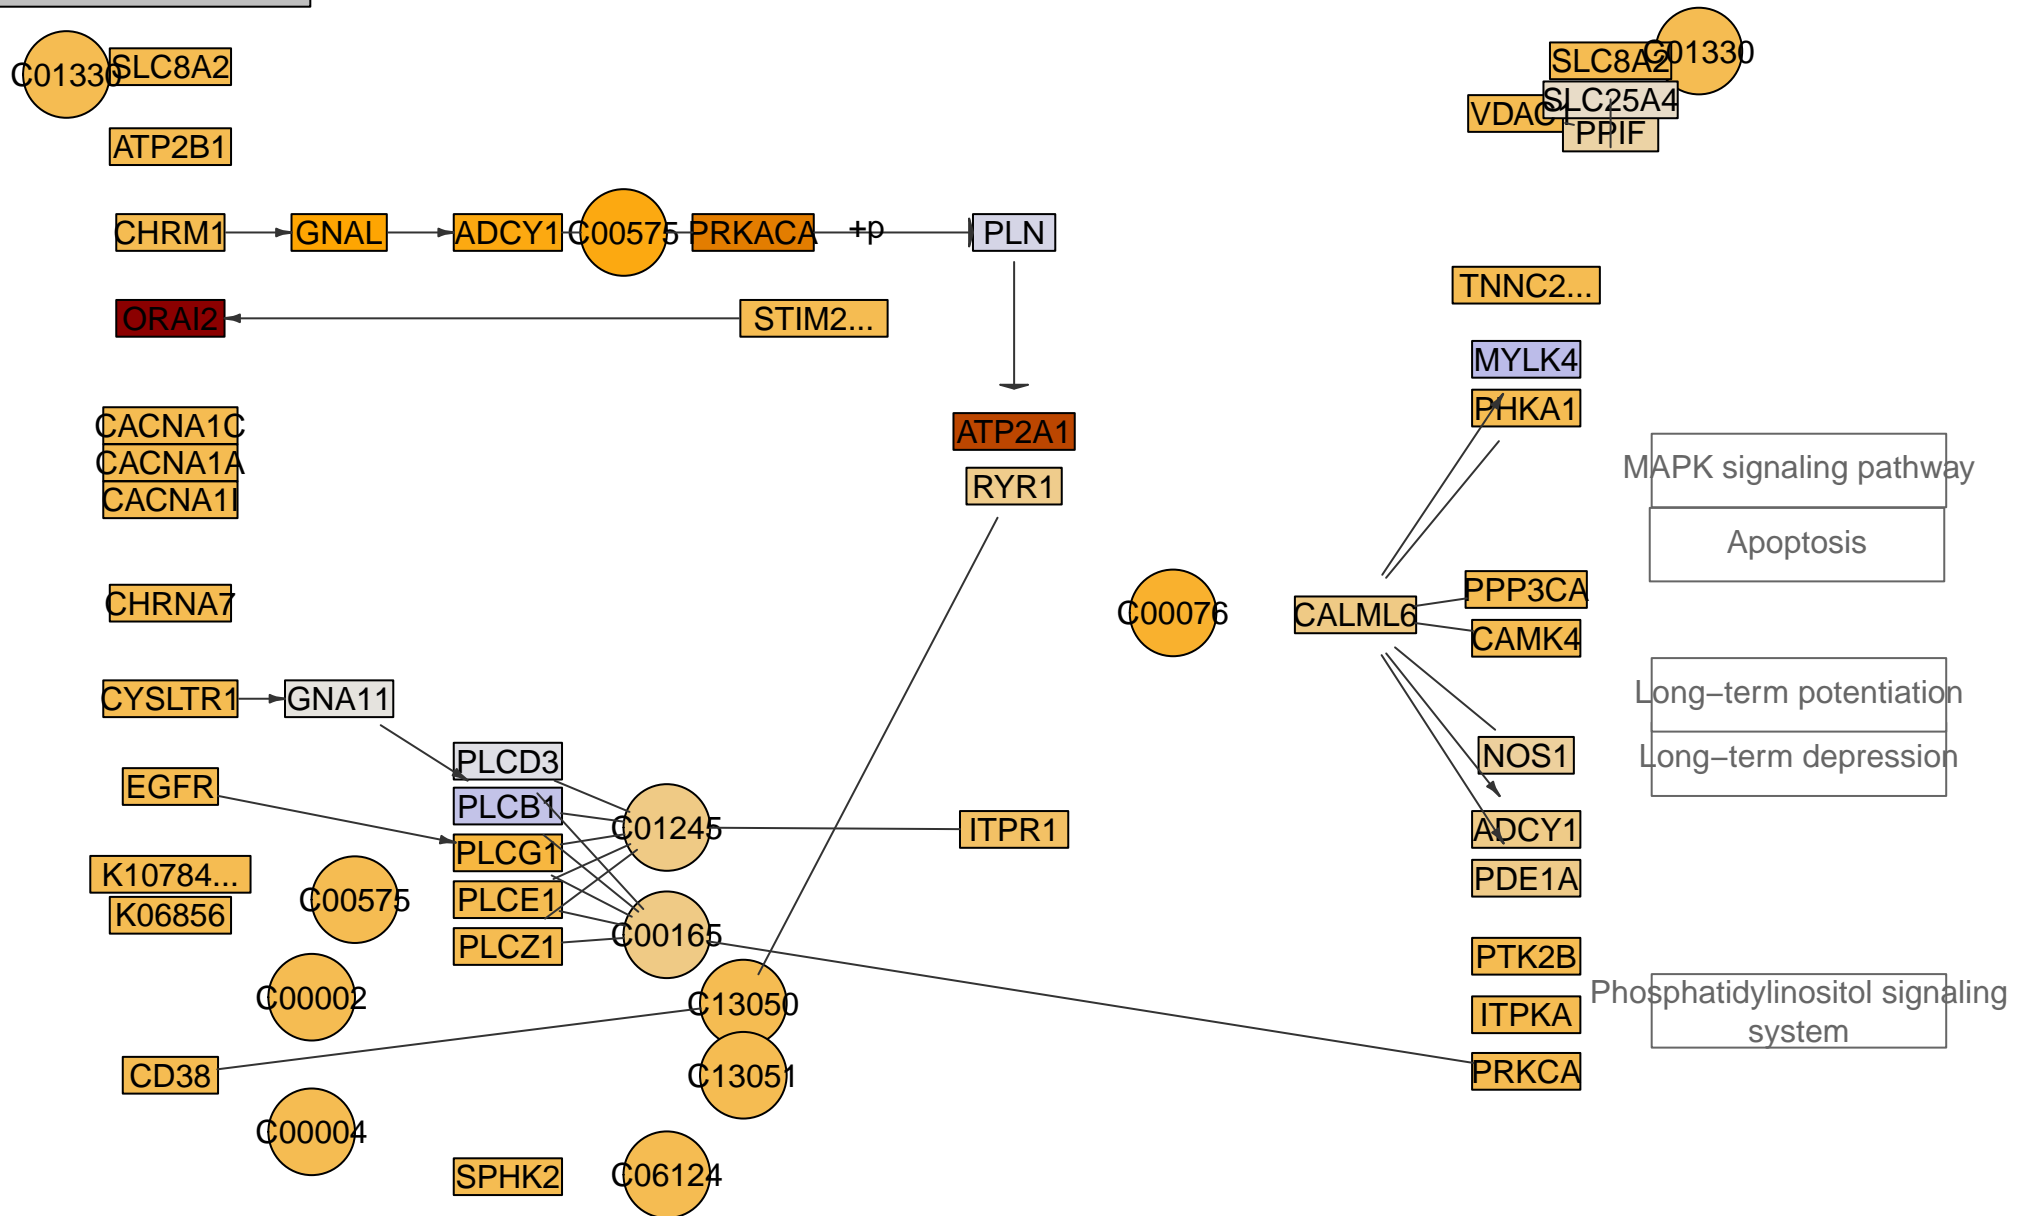 C01330
SLC8A2
SLC8A2
C01330
SLC25A4
VDAC1
PPIF
ATP2B1
CHRM1
GNAL
ADCY1
C00575
PRKACA
+p
PLN
TNNC2...
ORAI2
STIM2...
MYLK4
PHKA1
CACNA1C
CACNA1A
CACNA1I
ATP2A1
RYR1
MAPK signaling pathway
Apoptosis
CHRNA7
C00076
CALML6
PPP3CA
CAMK4
CYSLTR1
GNA11
Long−term potentiation
Long−term depression
PLCD3
NOS1
EGFR
PLCB1
C01245
ITPR1
ADCY1
PLCG1
K10784...
K06856
C00575
PLCE1
PDE1A
PLCZ1
C00165
PTK2B
C00002
C13050
ITPKA
Phosphatidylinositol signaling
system
CD38
C13051
PRKCA
C00004
SPHK2
C06124